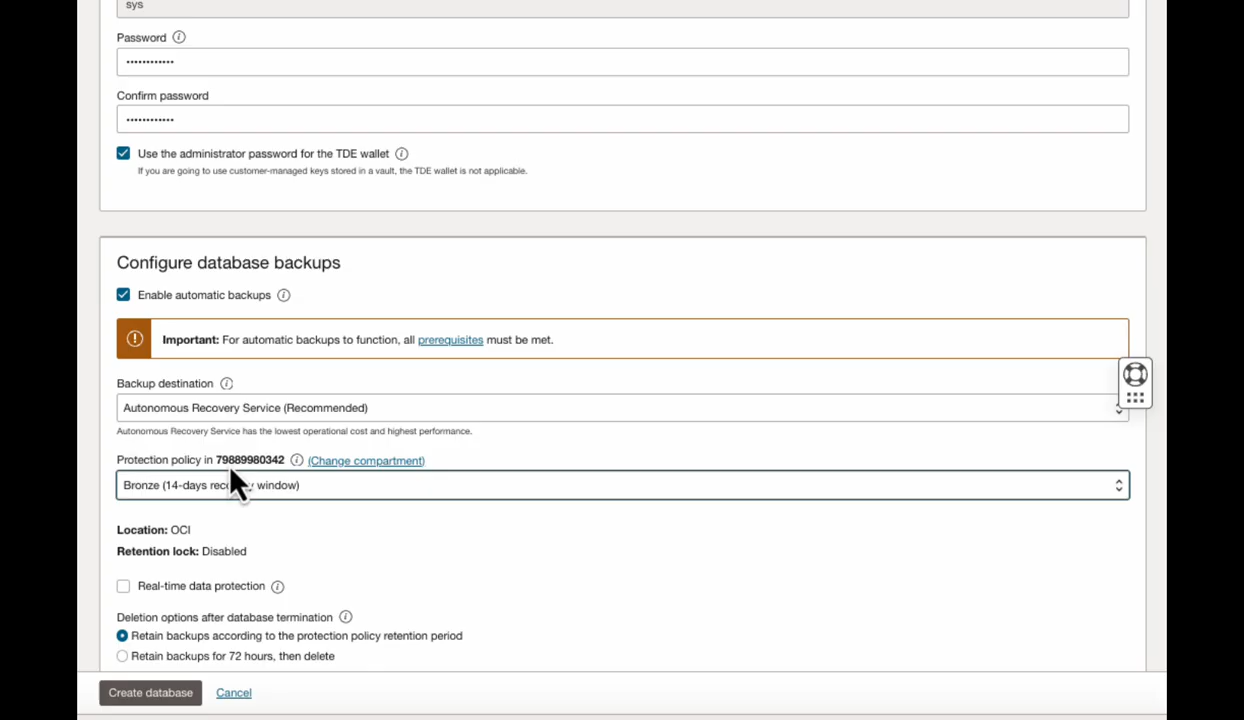 sys
Password
••••••••••••
Confirm password
••••••••••••
Use the administrator password for the TDE wallet
If you are going to use customer-managed keys stored in a vault, the TDE wallet is not applicable.
Configure database backups
Enable automatic backups
Important: For automatic backups to function, all prerequisites must be met.
Backup destination
Autonomous Recovery Service (Recommended)
Autonomous Recovery Service has the lowest operational cost and highest performance.
Protection policy in 79889980342 (Change compartment)
Bronze (14-days window)
Location: OCI
Retention lock: Disabled
Real-time data protection
Deletion options after database termination
Retain backups according to the protection policy retention period
Retain backups for 72 hours, then delete
Create database Cancel